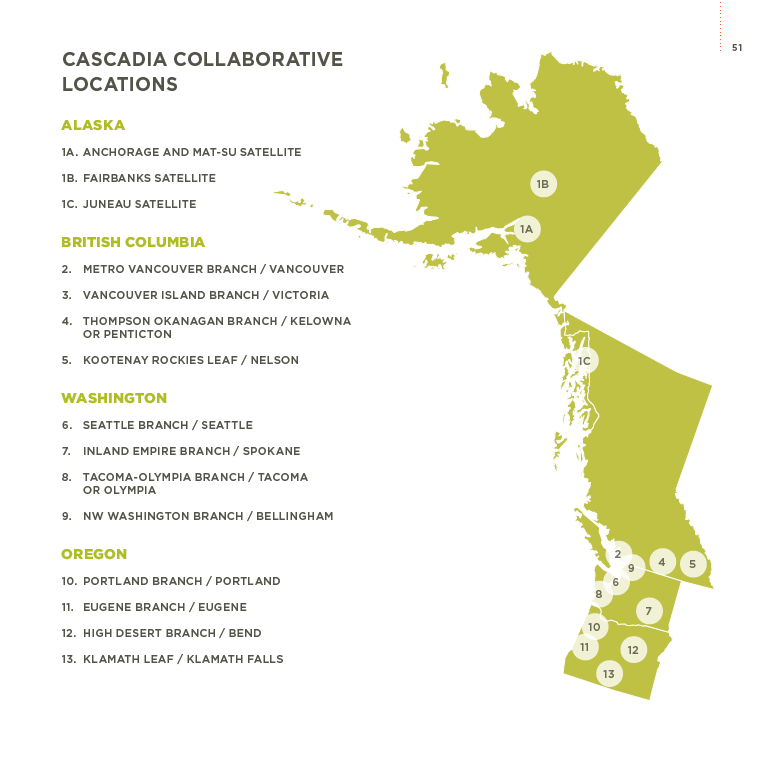 51
CASCADIA COLLABORATIVE
LOCATIONS
ALASKA
1A. ANCHORAGE AND MAT-SU SATELLITE
1B. FAIRBANKS SATELLITE
1C. JUNEAU SATELLITE
BRITISH COLUMBIA
2. METRO VANCOUVER BRANCH / VANCOUVER
3. VANCOUVER ISLAND BRANCH / VICTORIA
4. THOMPSON OKANAGAN BRANCH / KELOWNA
OR PENTICTON
5. KOOTENAY ROCKIES LEAF / NELSON
WASHINGTON
6. SEATTLE BRANCH / SEATTLE
7. INLAND EMPIRE BRANCH / SPOKANE
8. TACOMA-OLYMPIA BRANCH / TACOMA
OR OLYMPIA
9. NW WASHINGTON BRANCH / BELLINGHAM
OREGON
10. PORTLAND BRANCH / PORTLAND
11. EUGENE BRANCH / EUGENE
12. HIGH DESERT BRANCH / BEND
13. KLAMATH LEAF / KLAMATH FALLS
1B
1A
1C
2
9
4
5
6
8
7
10
11
12
13